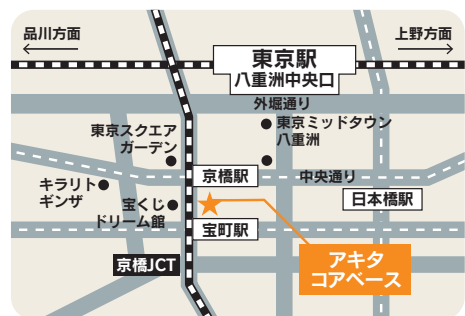 品川方面
上野方面
東京駅
八重洲中央口
外堀通り
東京スクエア
ガーデン
東京ミッドタウン
八重洲
京橋駅
中央通り
キラリト
ギンザ
宝くじ
ドリーム館
日本橋駅
宝町駅
京橋JCT
アキタ
コアベース